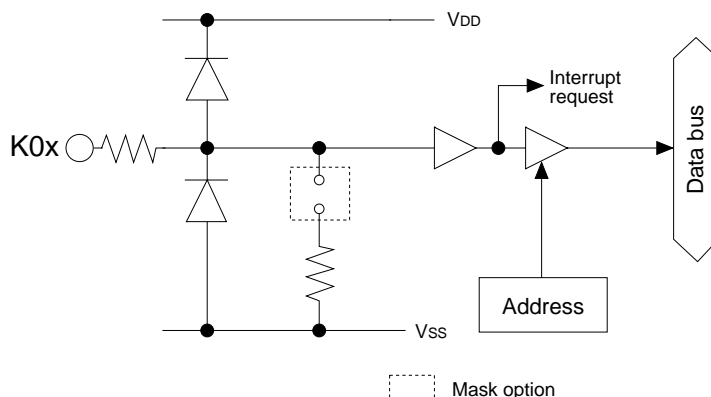 VDD
Interrupt
request
K0x
Data bus
Address
VSS
Mask option